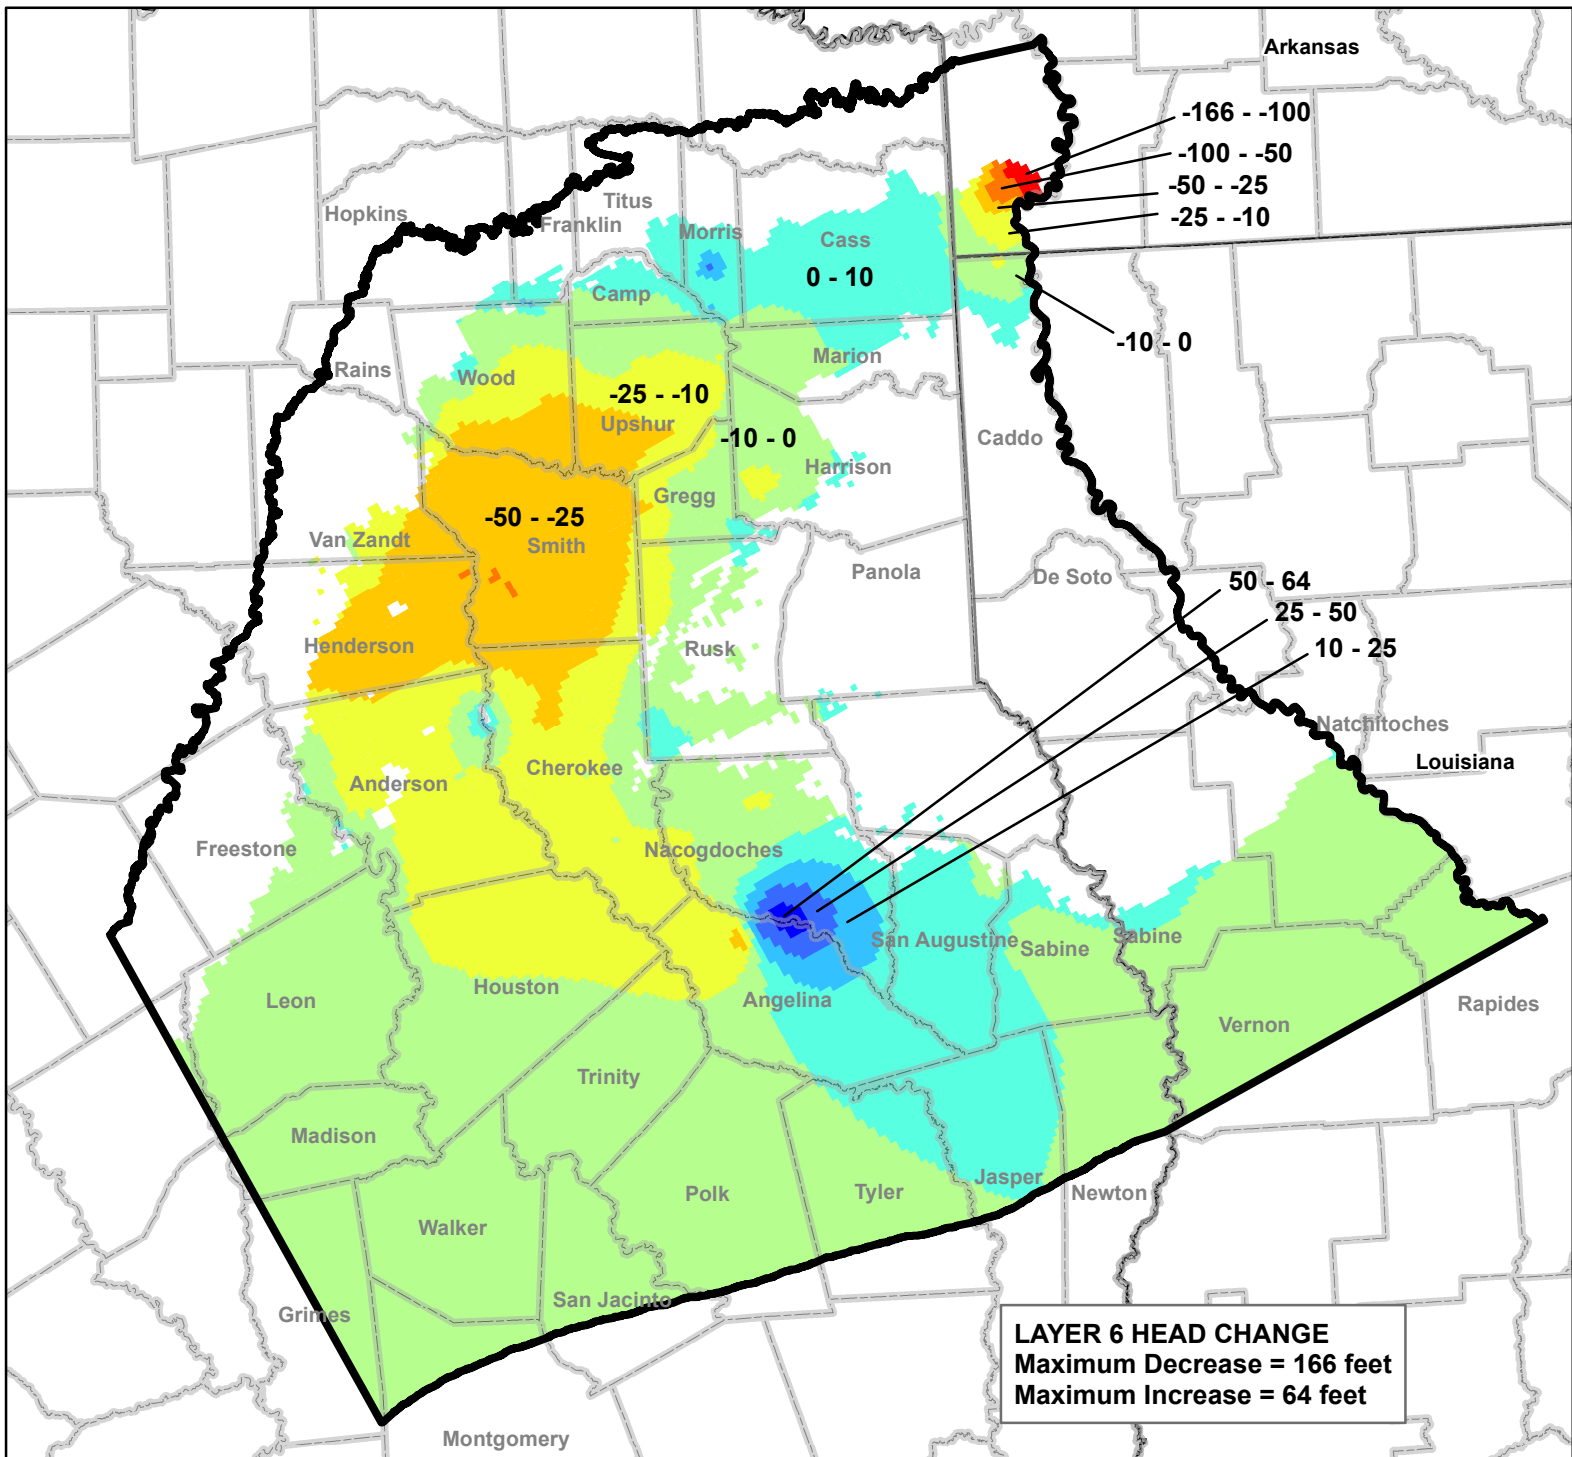 Arkansas
-166 - -100
-100 - -50
-50 - -25
-25 - -10
Hopkins
Titus
Franklin
Morris
Cass
0 - 10
Camp
-10 - 0
Marion
Rains
Wood
-25 - -10
Upshur
-10 - 0
Caddo
Harrison
Gregg
-50 - -25
Smith
Van Zandt
Panola
De Soto
50 - 64
25 - 50
10 - 25
Henderson
Rusk
Natchitoches
Louisiana
Cherokee
Anderson
Freestone
Nacogdoches
San Augustine
Sabine
Sabine
Houston
Leon
Angelina
Rapides
Vernon
Trinity
Madison
Jasper
Polk
Tyler
Newton
Walker
San Jacinto
Grimes
LAYER 6 HEAD CHANGE
Maximum Decrease = 166 feet
Maximum Increase = 64 feet
Montgomery